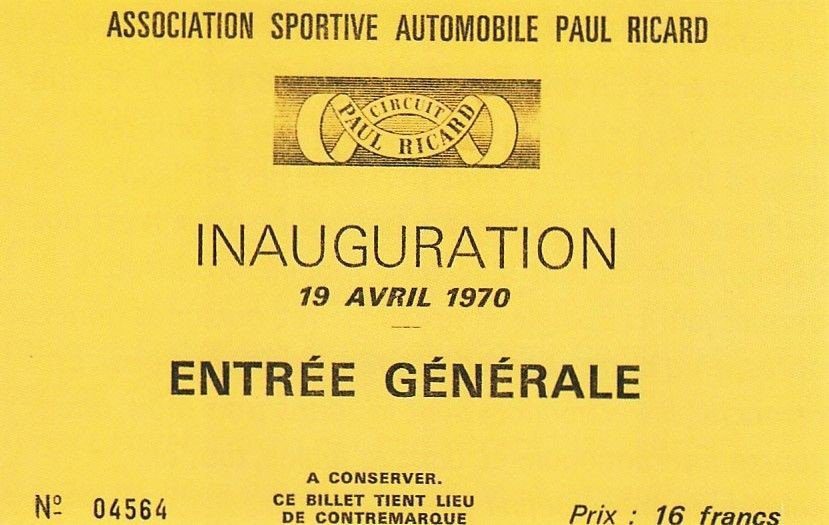 ASSOCIATION SPORTIVE AUTOMOBILE PAUL RICARD
CIRCUIT
PAUL RICARD
INAUGURATION
19 AVRIL 1970
ENTRÉE GÉNÉRALE
A CONSERVER.
CE BILLET TIENT LIEU
DE CONTREMARQUE
Nº 04564
Prix : 16 francs